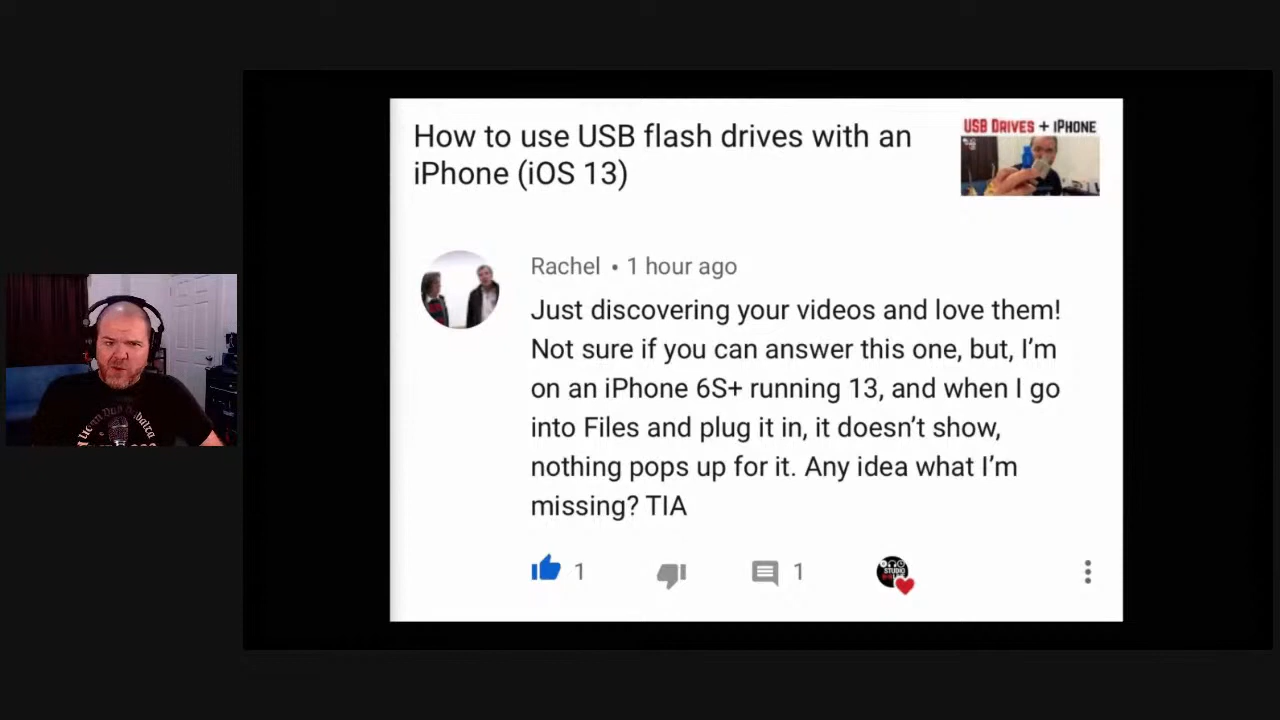 How to use USB flash drives with an
iPhone (iOS 13)
USB DRIVES + iPHONE
Rachel • 1 hour ago
Just discovering your videos and love them!
Not sure if you can answer this one, but, I’m
on an iPhone 6S+ running 13, and when I go
into Files and plug it in, it doesn’t show,
nothing pops up for it. Any idea what I’m
missing? TIA
1
1
STUDIO